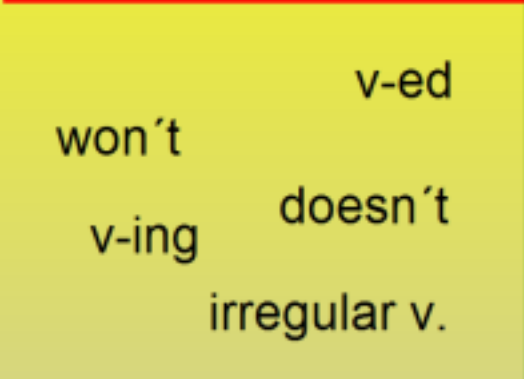 v-ed
won´t
doesn´t
v-ing
irregular v.